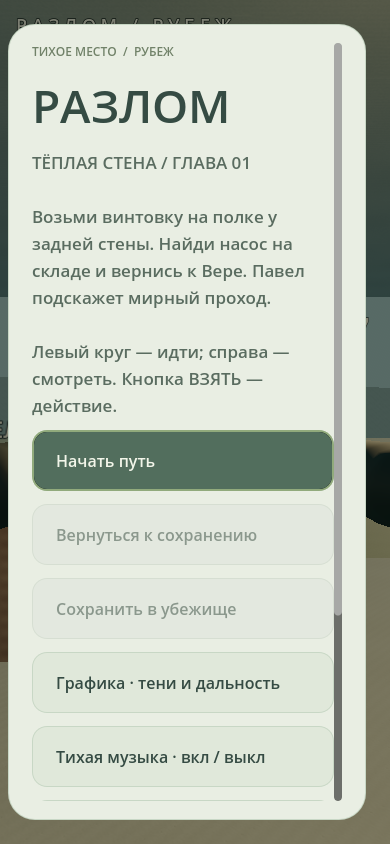 РАЗЛОМ / РУБЕЖ
ТИХОЕ МЕСТО / РУБЕЖ
РАЗЛОМ
ТЁПЛАЯ СТЕНА / ГЛАВА 01
Возьми винтовку на полке у
задней стены. Найди насос на
складе и вернись к Вере. Павел
подскажет мирный проход.
Левый круг — идти; справа —
смотреть. Кнопка ВЗЯТЬ —
действие.
Начать путь
Вернуться к сохранению
Сохранить в убежище
Графика · тени и дальность
Тихая музыка · вкл / выкл